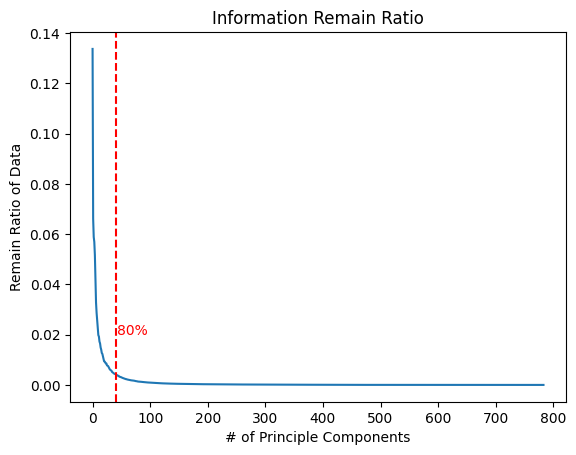 Information Remain Ratio
Remain Ratio of Data
0.14
0.12
0.10
0.08
0.06
0.04
0.02
0.00
80%
0 100 200 300 400 500 600 700 800
# of Principle Components